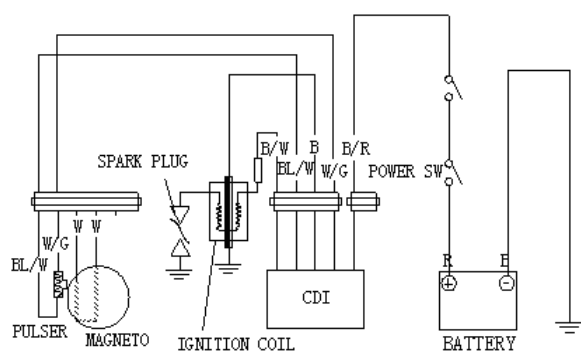 B/W
BL/W
B
W/G
B/R
SPARK PLUG
POWER SW
W W
W/G
BL/W
R
B
+
-
CDI
PULSER
MAGNETO
IGNITION COIL
BATTERY